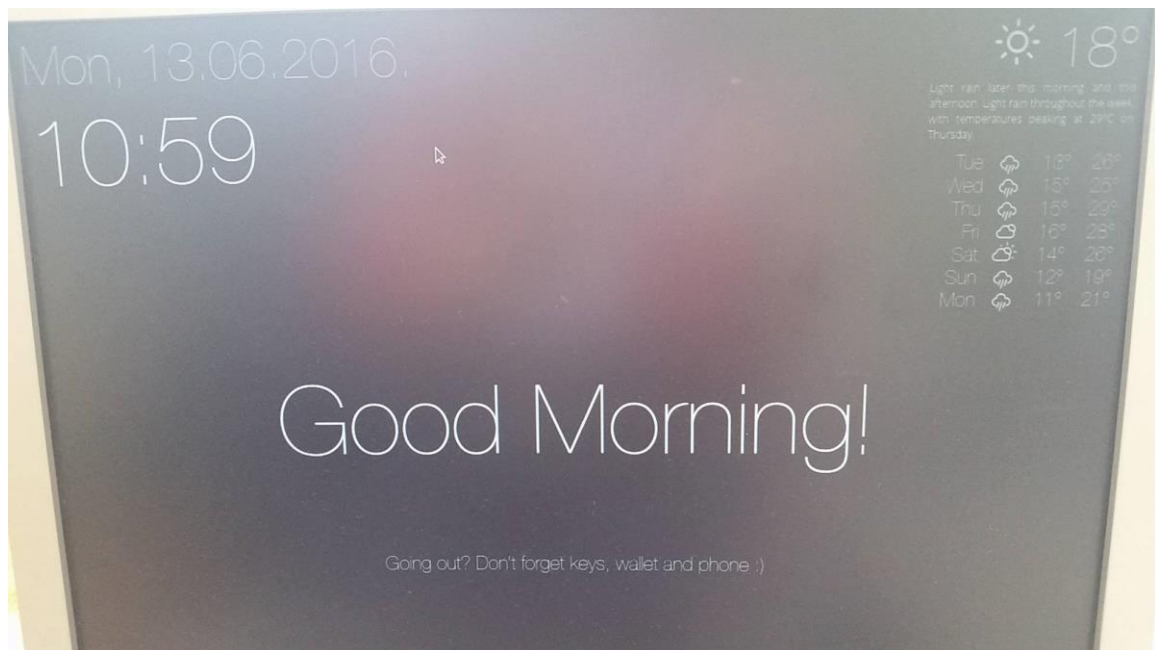 Mon, 13.06.2016.
10:59
18°
Light rain later this morning and this
afternoon. Light rain throughout the week,
with temperatures peaking at 29°C on
Thursday.
Tue 26°
Wed 15° 25°
Thu 15° 29°
Fri 16° 28°
Sat 14° 26°
Sun 12° 19°
Mon 11° 21°
Good Morning!
Going out? Don't forget keys, wallet and phone ;)